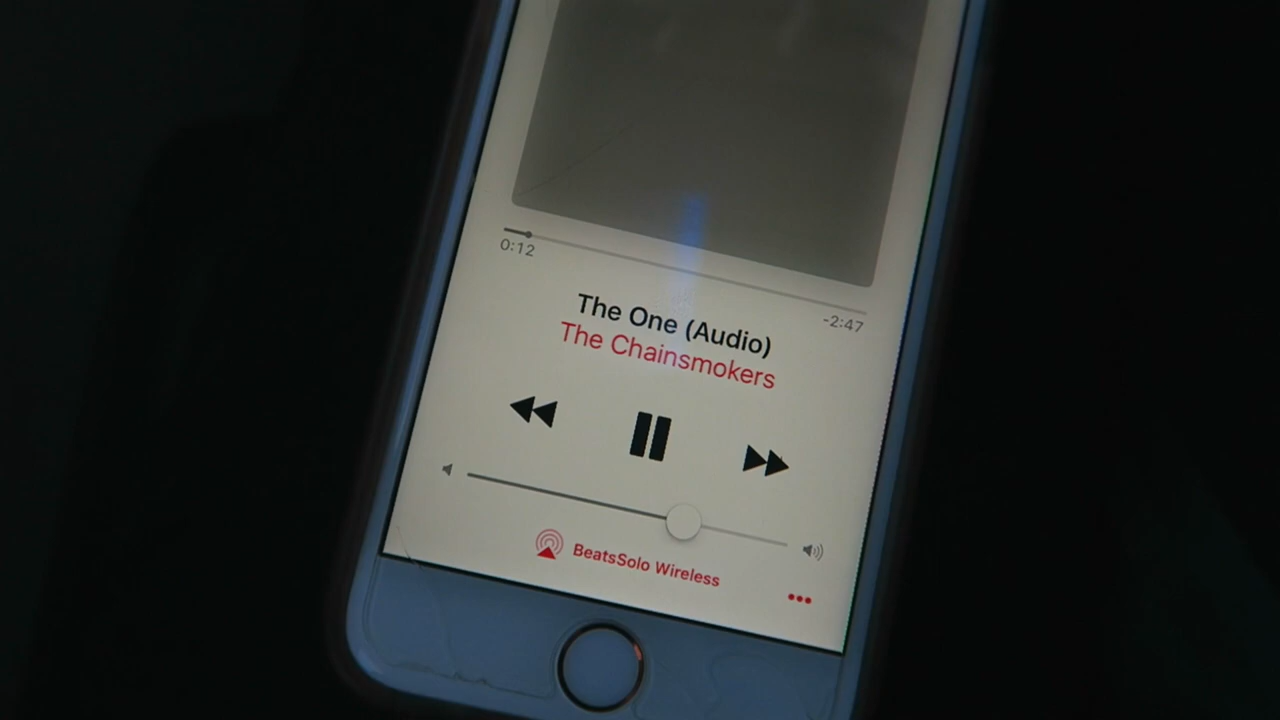 0:12
-2:47
The One (Audio)
The Chainsmokers
BeatsSolo Wireless